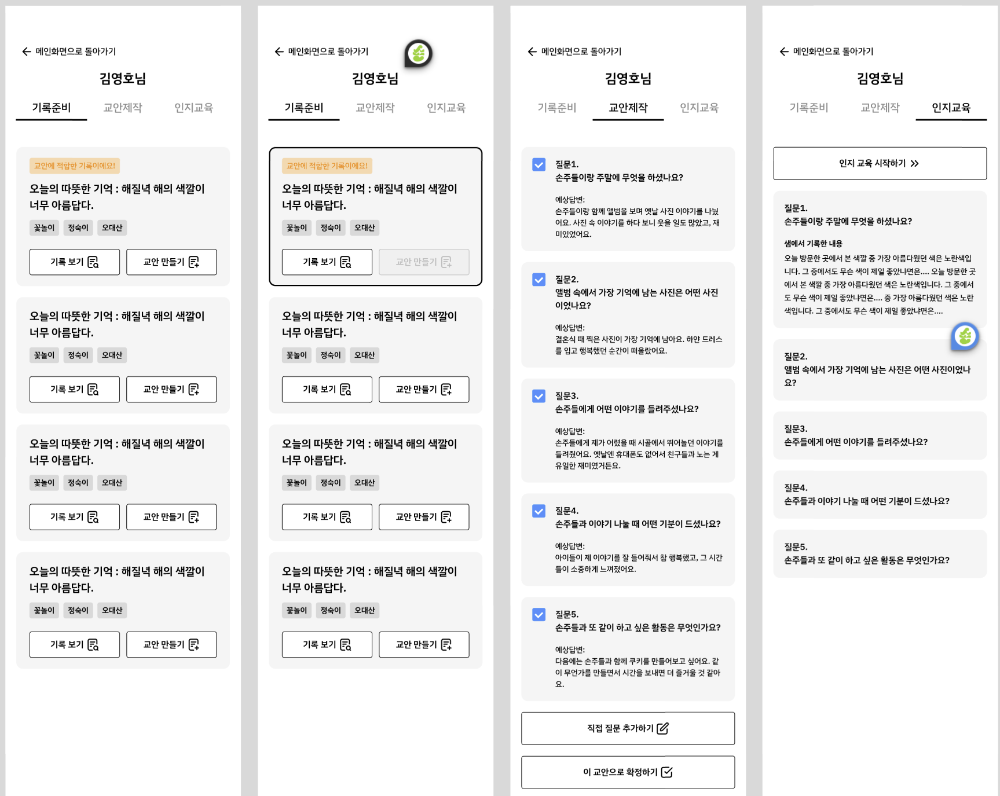 메인화면으로 돌아가기
김영호님
기록준비 교안제작 인지교육
교안에 적합한 기록이에요!
오늘의 따뜻한 기억 : 해질녘 해의 색깔이
너무 아름답다.
꽃놀이 정숙이 오대산
기록 보기 교안 만들기
오늘의 따뜻한 기억 : 해질녘 해의 색깔이
너무 아름답다.
꽃놀이 정숙이 오대산
기록 보기 교안 만들기
오늘의 따뜻한 기억 : 해질녘 해의 색깔이
너무 아름답다.
꽃놀이 정숙이 오대산
기록 보기 교안 만들기
오늘의 따뜻한 기억 : 해질녘 해의 색깔이
너무 아름답다.
꽃놀이 정숙이 오대산
기록 보기 교안 만들기
메인화면으로 돌아가기
김영호님
기록준비 교안제작 인지교육
교안에 적합한 기록이에요!
오늘의 따뜻한 기억 : 해질녘 해의 색깔이
너무 아름답다.
꽃놀이 정숙이 오대산
기록 보기 교안 만들기
오늘의 따뜻한 기억 : 해질녘 해의 색깔이
너무 아름답다.
꽃놀이 정숙이 오대산
기록 보기 교안 만들기
오늘의 따뜻한 기억 : 해질녘 해의 색깔이
너무 아름답다.
꽃놀이 정숙이 오대산
기록 보기 교안 만들기
오늘의 따뜻한 기억 : 해질녘 해의 색깔이
너무 아름답다.
꽃놀이 정숙이 오대산
기록 보기 교안 만들기
메인화면으로 돌아가기
김영호님
기록준비 교안제작 인지교육
질문1.
손주들이랑 주말에 무엇을 하셨나요?
예상답변:
손주들이랑 함께 앨범을 보며 옛날 사진 이야기를 나눴
어요. 사진 속 이야기를 하다 보니 웃을 일도 많았고, 재
미있었어요.
질문2.
앨범 속에서 가장 기억에 남는 사진은 어떤 사진
이었나요?
예상답변:
결혼식 때 찍은 사진이 가장 기억에 남아요. 하얀 드레스
를 입고 행복했던 순간이 떠올랐어요.
질문3.
손주들에게 어떤 이야기를 들려주셨나요?
예상답변:
손주들에게 제가 어렸을 때 시골에서 뛰어놀던 이야기를
들려줬어요. 옛날엔 휴대폰도 없어서 친구들과 노는 게
유일한 재미였거든요.
질문4.
손주들과 이야기 나눌 때 어떤 기분이 드셨나요?
예상답변:
아이들이 제 이야기를 잘 들어줘서 참 행복했고, 그 시간
들이 소중하게 느껴졌어요.
질문5.
손주들과 또 같이 하고 싶은 활동은 무엇인가요?
예상답변:
다음에는 손주들과 함께 쿠키를 만들어보고 싶어요. 같
이 무언가를 만들면서 시간을 보내면 더 즐거울 것 같아
요.
직접 질문 추가하기
이 교안으로 확정하기
메인화면으로 돌아가기
김영호님
기록준비 교안제작 인지교육
인지 교육 시작하기
질문1.
손주들이랑 주말에 무엇을 하셨나요?
샘에서 기록한 내용
오늘 방문한 곳에서 본 색깔 중 가장 아름다웠던 색은 노란색입
니다. 그 중에서도 무슨 색이 제일 좋았냐면은.... 오늘 방문한 곳
에서 본 색깔 중 가장 아름다웠던 색은 노란색입니다. 그 중에서
도 무슨 색이 제일 좋았냐면은.... 중 가장 아름다웠던 색은 노란
색입니다. 그 중에서도 무슨 색이 제일 좋았냐면은....
질문2.
앨범 속에서 가장 기억에 남는 사진은 어떤 사진이었나
요?
질문3.
손주들에게 어떤 이야기를 들려주셨나요?
질문4.
손주들과 이야기 나눌 때 어떤 기분이 드셨나요?
질문5.
손주들과 또 같이 하고 싶은 활동은 무엇인가요?